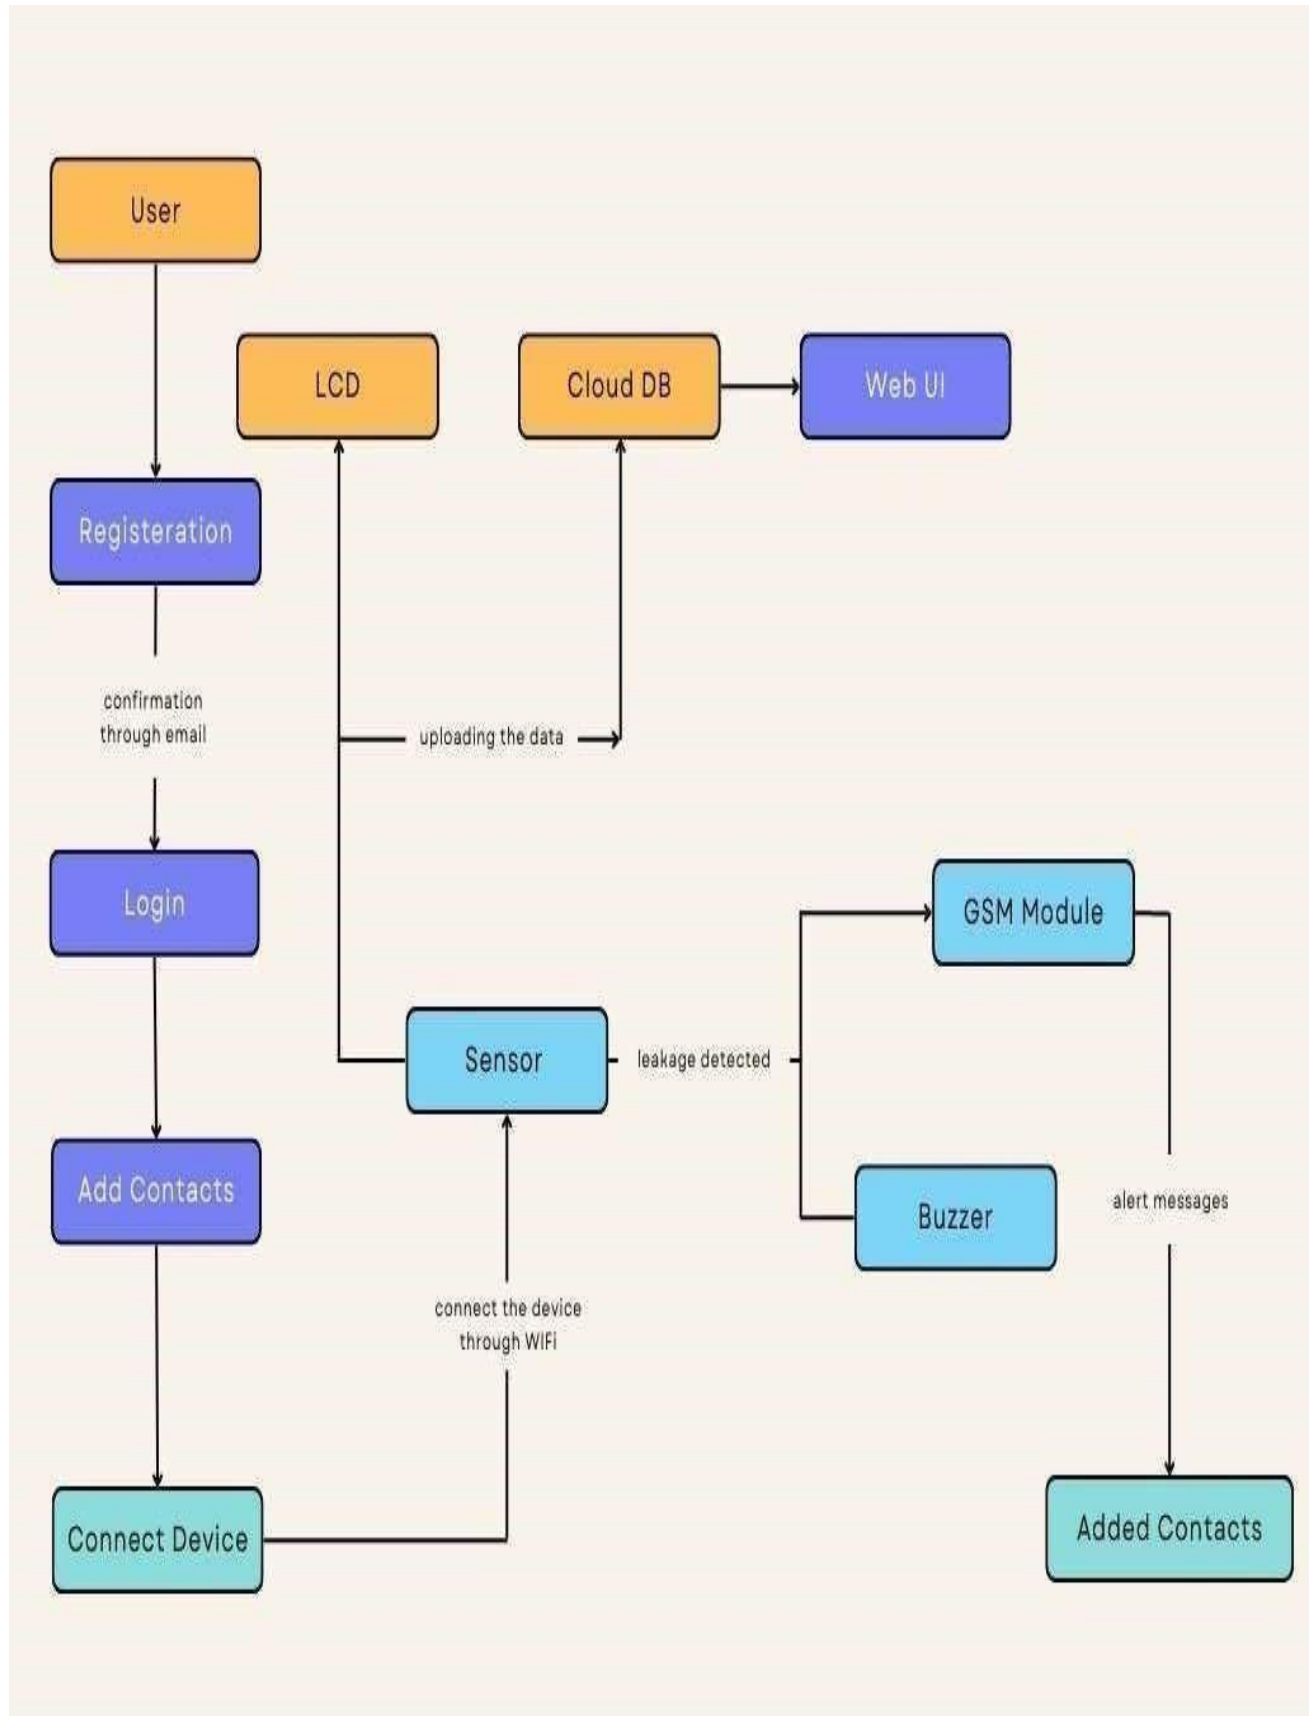 User
LCD
Cloud DB
Web UI
Registeration
confirmation
through email
uploading the data
Login
GSM Module
Sensor
leakage detected
Add Contacts
Buzzer
alert messages
connect the device
through WIFi
Connect Device
Added Contacts